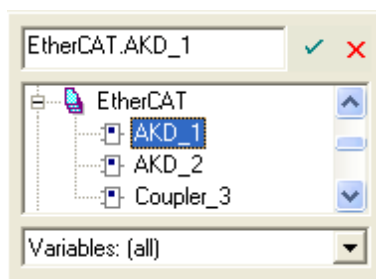 EtherCAT.AKD_1
EtherCAT
AKD_1
AKD_2
Coupler_3
Variables: (all)